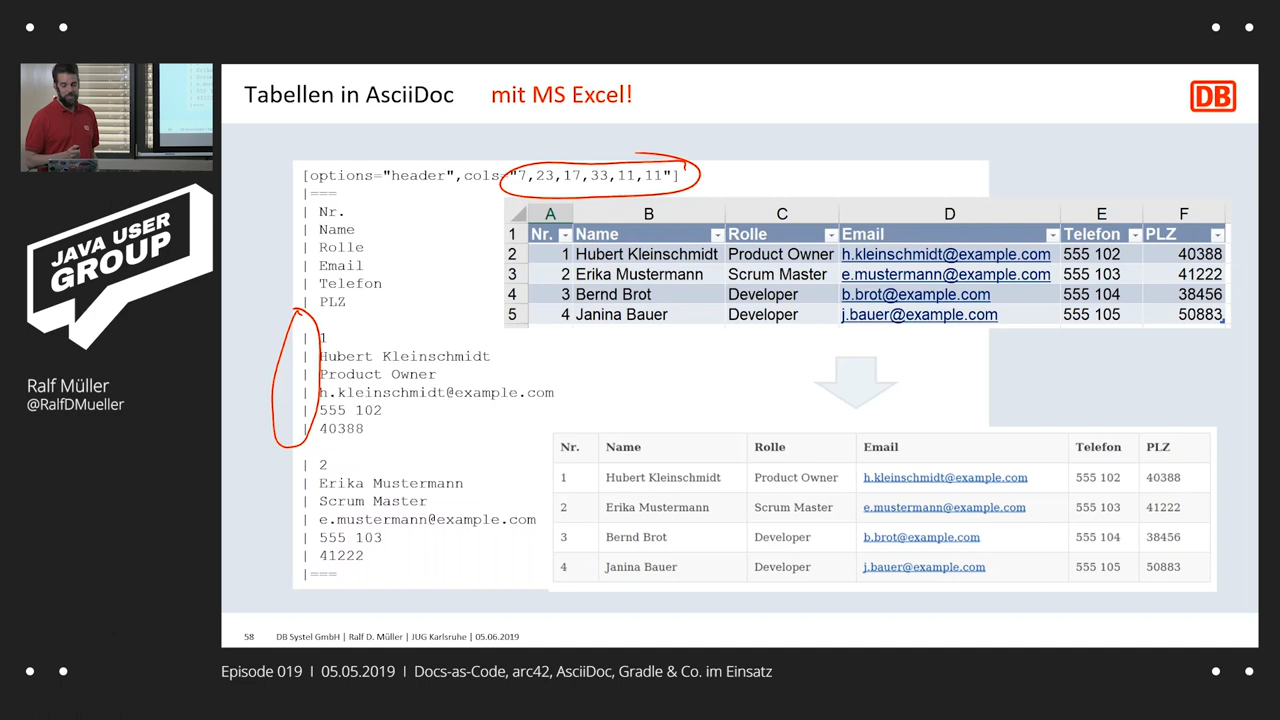 Tabellen in AsciiDoc mit MS Excel!
DB
[options="header",cols="7,23,17,33,11,11"]
|===
| Nr.
| Name
| Rolle
| Email
| Telefon
| PLZ
| 1
| Hubert Kleinschmidt
| Product Owner
| h.kleinschmidt@example.com
| 555 102
| 40388
| 2
| Erika Mustermann
| Scrum Master
| e.mustermann@example.com
| 555 103
| 41222
|===
A B C D E F
1 Nr. Name Rolle Email Telefon PLZ
2 1 Hubert Kleinschmidt Product Owner h.kleinschmidt@example.com 555 102 40388
3 2 Erika Mustermann Scrum Master e.mustermann@example.com 555 103 41222
4 3 Bernd Brot Developer b.brot@example.com 555 104 38456
5 4 Janina Bauer Developer j.bauer@example.com 555 105 50883
Nr. Name Rolle Email Telefon PLZ
1 Hubert Kleinschmidt Product Owner h.kleinschmidt@example.com 555 102 40388
2 Erika Mustermann Scrum Master e.mustermann@example.com 555 103 41222
3 Bernd Brot Developer b.brot@example.com 555 104 38456
4 Janina Bauer Developer j.bauer@example.com 555 105 50883
58 DB Systel GmbH | Ralf D. Müller | JUG Karlsruhe | 05.06.2019
JAVA USER
GROUP
Ralf Müller
@RalfDMueller
Episode 019 I 05.05.2019 I Docs-as-Code, arc42, AsciiDoc, Gradle & Co. im Einsatz